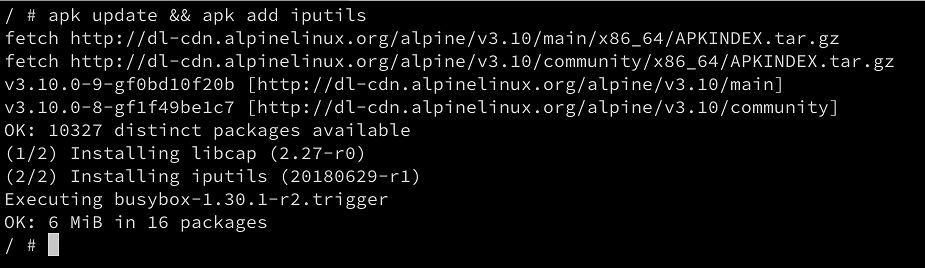 / # apk update && apk add iputils
fetch http://dl-cdn.alpinelinux.org/alpine/v3.10/main/x86_64/APKINDEX.tar.gz
fetch http://dl-cdn.alpinelinux.org/alpine/v3.10/community/x86_64/APKINDEX.tar.gz
v3.10.0-9-gf0bd10f20b [http://dl-cdn.alpinelinux.org/alpine/v3.10/main]
v3.10.0-8-gf1f49be1c7 [http://dl-cdn.alpinelinux.org/alpine/v3.10/community]
OK: 10327 distinct packages available
(1/2) Installing libcap (2.27-r0)
(2/2) Installing iputils (20180629-r1)
Executing busybox-1.30.1-r2.trigger
OK: 6 MiB in 16 packages
/ #